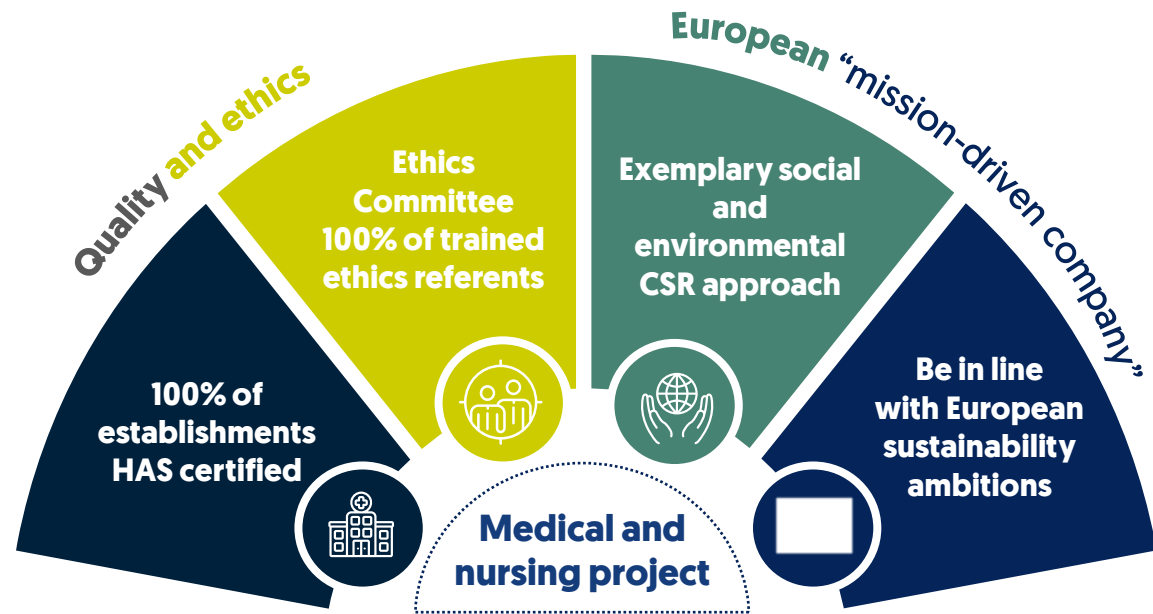 Quality and ethics
European “mission-driven company”
100% of
establishments
HAS certified
Ethics
Committee
100% of trained
ethics referents
Exemplary social
and
environmental
CSR approach
Be in line
with European
sustainability
ambitions
Medical and
nursing project